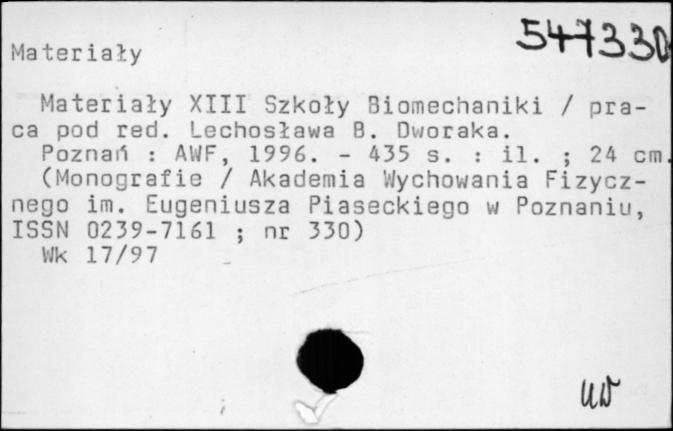 547330
Materiały
Materiały XIII Szkoły Biomechaniki / pra-
ca pod red. Lechosława B. Dworaka.
Poznań : AWF, 1996. - 435 s. : il. ; 24 cm.
(Monografie / Akademia Wychowania Fizycz-
nego im. Eugeniusza Piaseckiego w Poznaniu,
ISSN 0239-7161 ; nr 330)
Wk 17/97
UW